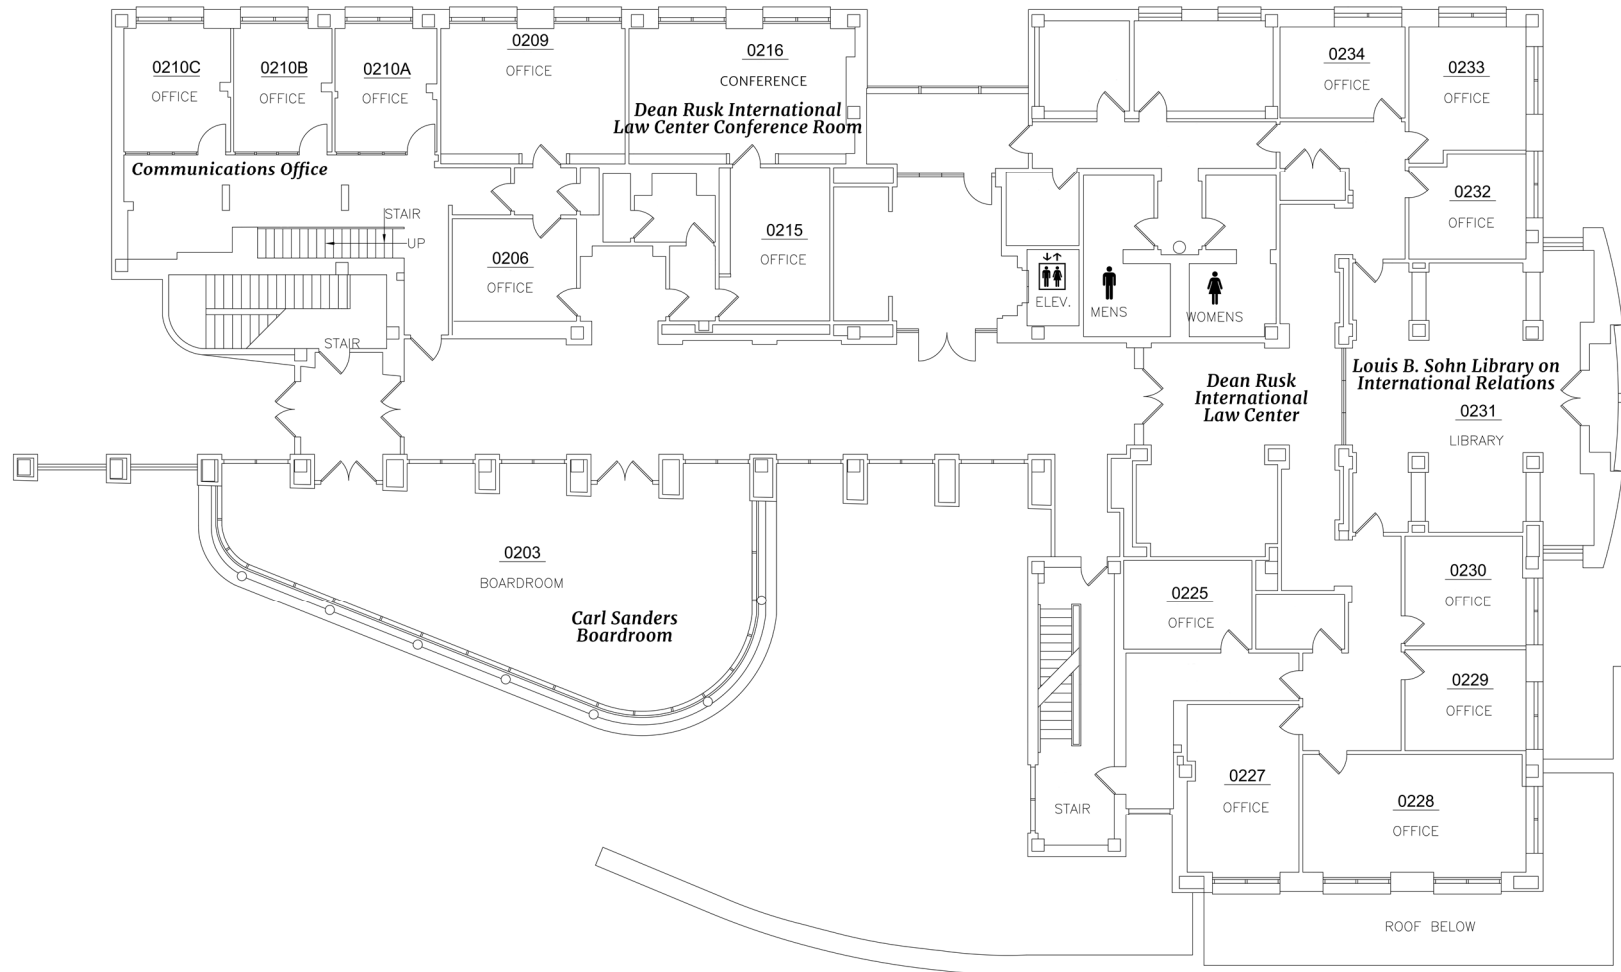 0210C
OFFICE
0210B
OFFICE
0210A
OFFICE
0209
OFFICE
0216
CONFERENCE
Dean Rusk International
Law Center Conference Room
0234
OFFICE
0233
OFFICE
Communications Office
STAIR
UP
0206
OFFICE
0215
OFFICE
0232
OFFICE
ELEV.
MENS
WOMENS
STAIR
Dean Rusk
International
Law Center
Louis B. Sohn Library on
International Relations
0231
LIBRARY
0203
BOARDROOM
Carl Sanders
Boardroom
0225
OFFICE
0230
OFFICE
0229
OFFICE
STAIR
0227
OFFICE
0228
OFFICE
ROOF BELOW